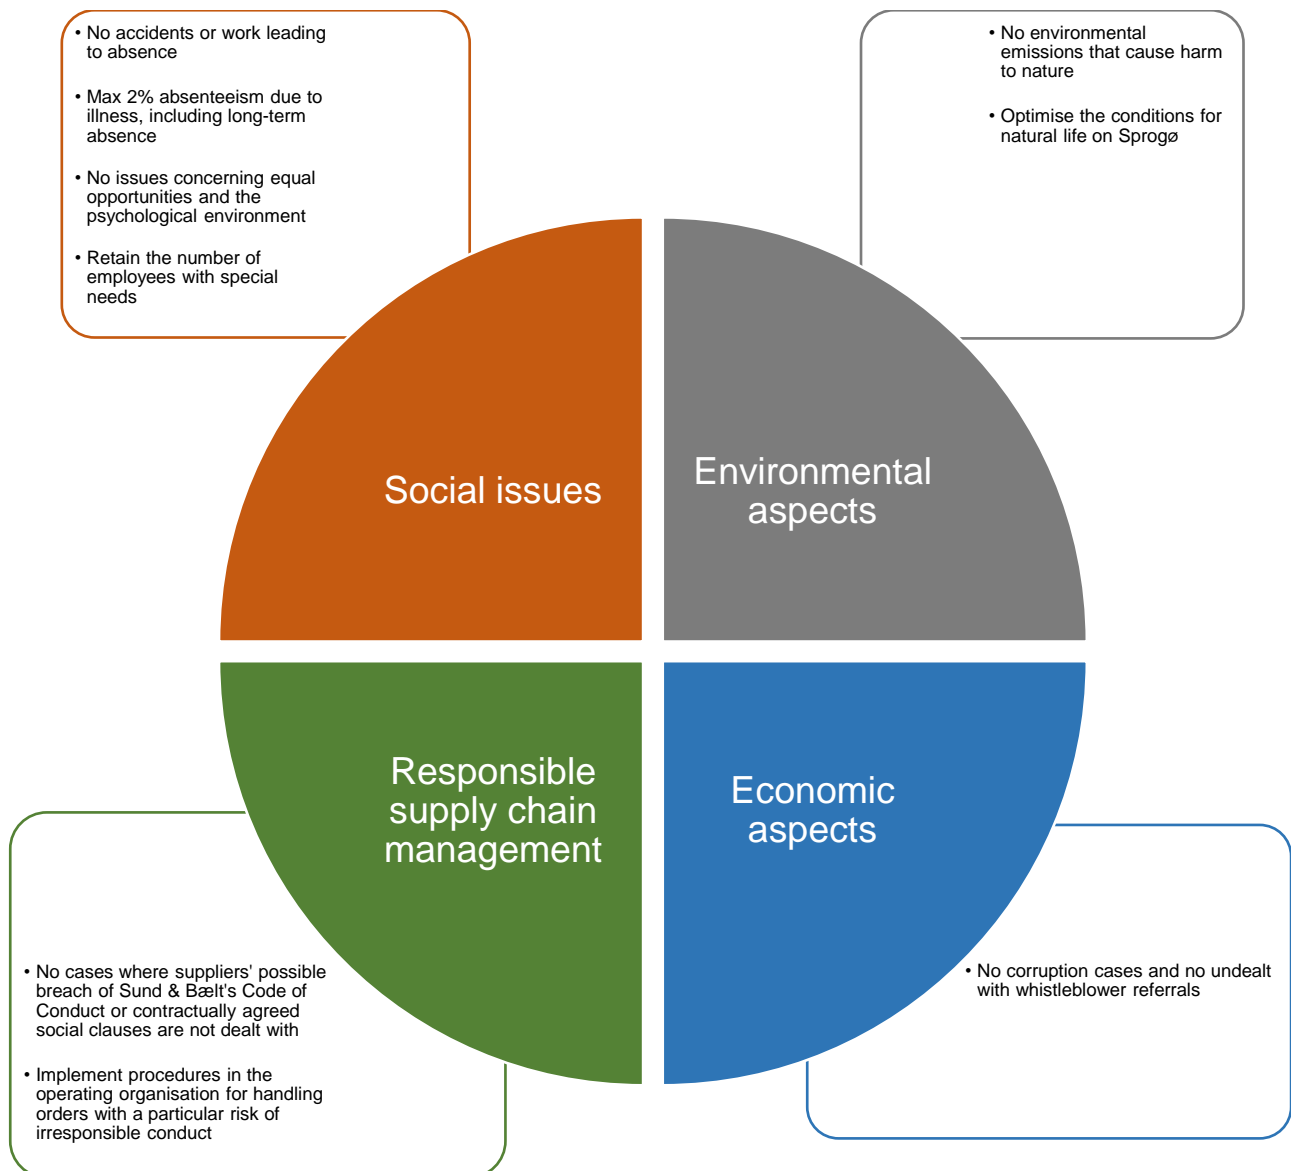 • No accidents or work leading
to absence
• Max 2% absenteeism due to
illness, including long-term
absence
• No issues concerning equal
opportunities and the
psychological environment
• Retain the number of
employees with special
needs
• No environmental
emissions that cause harm
to nature
• Optimise the conditions for
natural life on Sprogø
Social issues
Environmental
aspects
Responsible
supply chain
management
Economic
aspects
• No cases where suppliers' possible
breach of Sund & Bælt's Code of
Conduct or contractually agreed
social clauses are not dealt with
• Implement procedures in the
operating organisation for handling
orders with a particular risk of
irresponsible conduct
• No corruption cases and no undealt
with whistleblower referrals